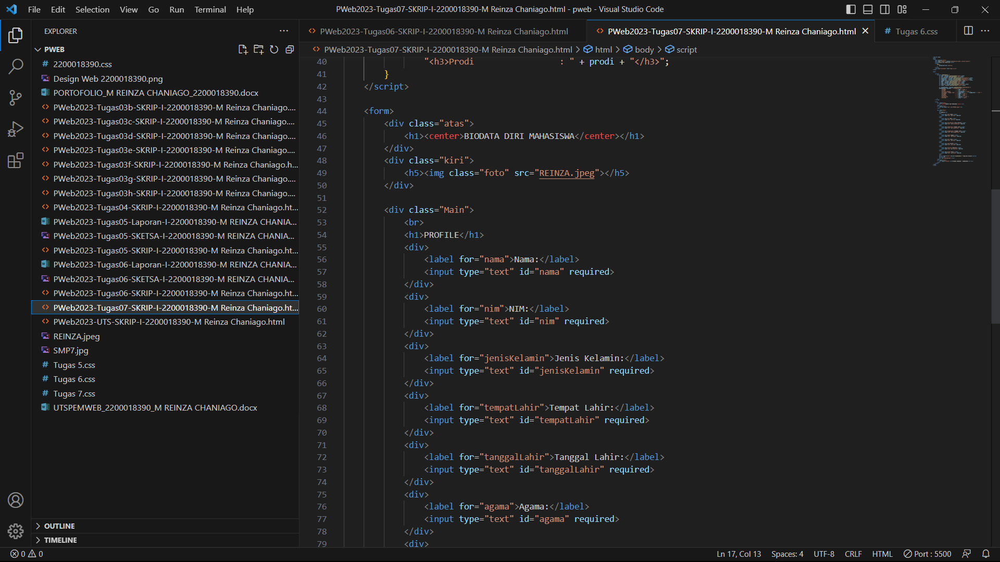 File Edit Selection View Go Run Terminal Help
PWeb2023-Tugas07-SKRIP-I-2200018390-M Reinza Chaniago.html - pweb - Visual Studio Code
EXPLORER
PWEB
2200018390.css
Design Web 2200018390.png
PORTOFOLIO_M REINZA CHANIAGO_2200018390.docx
PWeb2023-Tugas03b-SKRIP-I-2200018390-M Reinza Chaniago....
PWeb2023-Tugas03c-SKRIP-I-2200018390-M Reinza Chaniago....
PWeb2023-Tugas03d-SKRIP-I-2200018390-M Reinza Chaniago....
PWeb2023-Tugas03e-SKRIP-I-2200018390-M Reinza Chaniago....
PWeb2023-Tugas03f-SKRIP-I-2200018390-M Reinza Chaniago.h...
PWeb2023-Tugas03g-SKRIP-I-2200018390-M Reinza Chaniago....
PWeb2023-Tugas03h-SKRIP-I-2200018390-M Reinza Chaniago....
PWeb2023-Tugas04-SKRIP-I-2200018390-M Reinza Chaniago.ht...
PWeb2023-Tugas05-Laporan-I-2200018390-M REINZA CHANIA...
PWeb2023-Tugas05-SKETSA-I-2200018390-M REINZA CHANIA...
PWeb2023-Tugas05-SKRIP-I-2200018390-M Reinza Chaniago.ht...
PWeb2023-Tugas06-Laporan-I-2200018390-M REINZA CHANIA...
PWeb2023-Tugas06-SKETSA-I-2200018390-M REINZA CHANIA...
PWeb2023-Tugas06-SKRIP-I-2200018390-M Reinza Chaniago.ht...
PWeb2023-Tugas07-SKRIP-I-2200018390-M Reinza Chaniago.ht...
PWeb2023-UTS-SKRIP-I-2200018390-M Reinza Chaniago.html
REINZA.jpeg
SMP7.jpg
Tugas 5.css
Tugas 6.css
Tugas 7.css
UTSPEMWEB_2200018390_M REINZA CHANIAGO.docx
OUTLINE
TIMELINE
PWeb2023-Tugas06-SKRIP-I-2200018390-M Reinza Chaniago.html
PWeb2023-Tugas07-SKRIP-I-2200018390-M Reinza Chaniago.html
# Tugas 6.css
PWeb2023-Tugas07-SKRIP-I-2200018390-M Reinza Chaniago.html > html > body > script
40 "<h3>Prodi : " + prodi + "</h3>";
41 }
42 </script>
43
44 <form>
45 <div class="atas">
46 <h1><center>BIODATA DIRI MAHASISWA</center></h1>
47 </div>
48 <div class="kiri">
49 <h5><img class="foto" src="REINZA.jpeg"></h5>
50 </div>
51
52 <div class="Main">
53 <br>
54 <h1>PROFILE</h1>
55 <div>
56 <label for="nama">Nama:</label>
57 <input type="text" id="nama" required>
58 </div>
59 <div>
60 <label for="nim">NIM:</label>
61 <input type="text" id="nim" required>
62 </div>
63 <div>
64 <label for="jenisKelamin">Jenis Kelamin:</label>
65 <input type="text" id="jenisKelamin" required>
66 </div>
67 <div>
68 <label for="tempatLahir">Tempat Lahir:</label>
69 <input type="text" id="tempatLahir" required>
70 </div>
71 <div>
72 <label for="tanggalLahir">Tanggal Lahir:</label>
73 <input type="text" id="tanggalLahir" required>
74 </div>
75 <div>
76 <label for="agama">Agama:</label>
77 <input type="text" id="agama" required>
78 </div>
79 <div>
0 0
Ln 17, Col 13 Spaces: 4 UTF-8 CRLF HTML Port : 5500